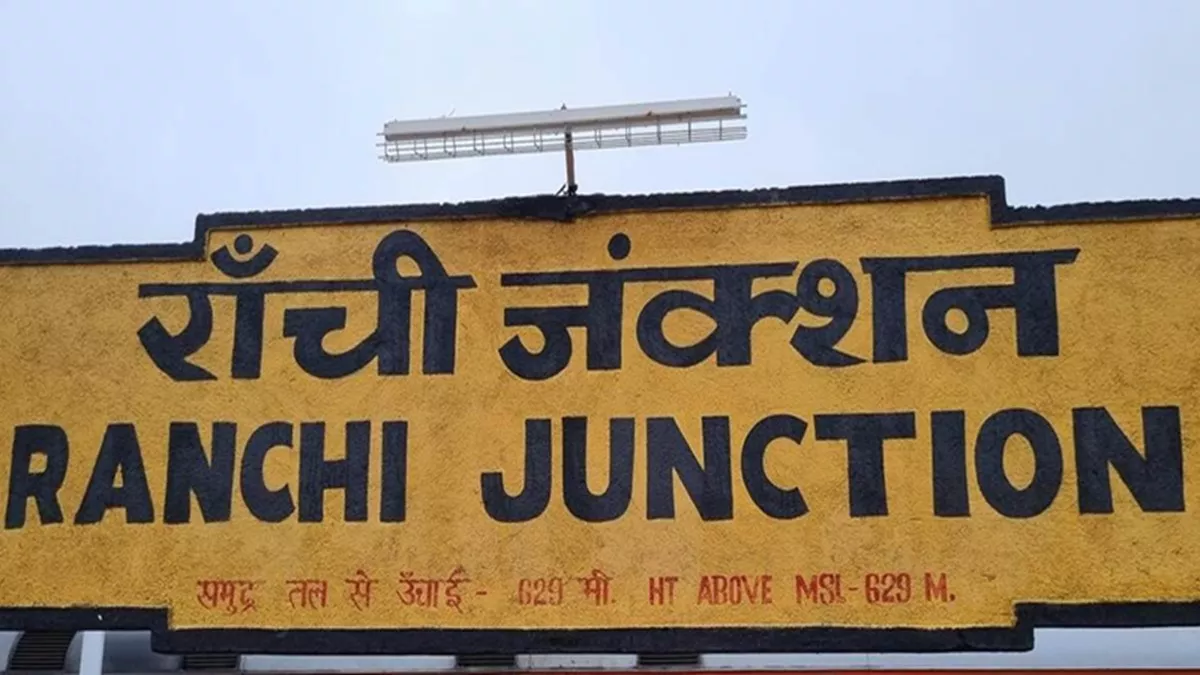 राँची जंक्शन
RANCHI JUNCTION
समुद्र तल से उँचाई - 629 मी. HT ABOVE MSL-629 M.